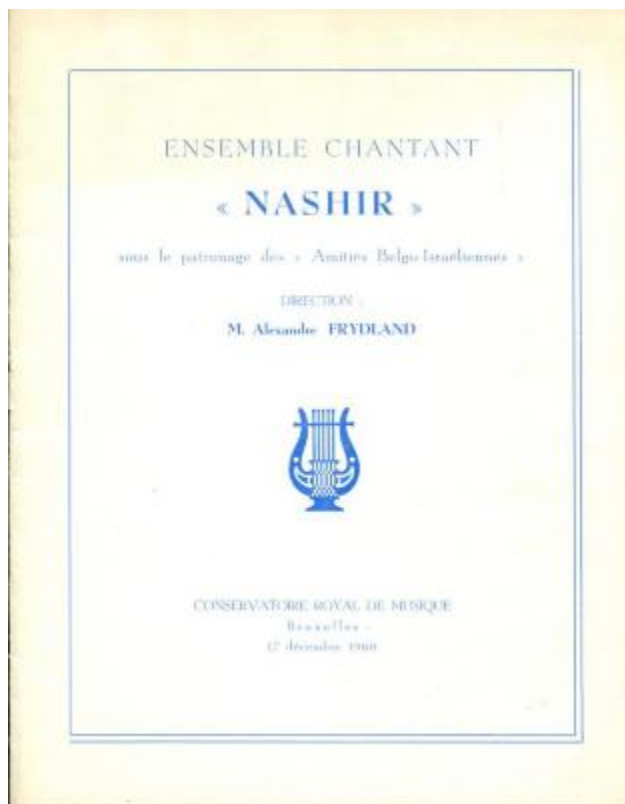 ENSEMBLE CHANTANT
« NASHIR »
sous le patronage des « Amitiés Belgo-Israéliennes »
DIRECTION :
M. Alexandre FRYDLAND
CONSERVATOIRE ROYAL DE MUSIQUE
Bruxelles
décembre